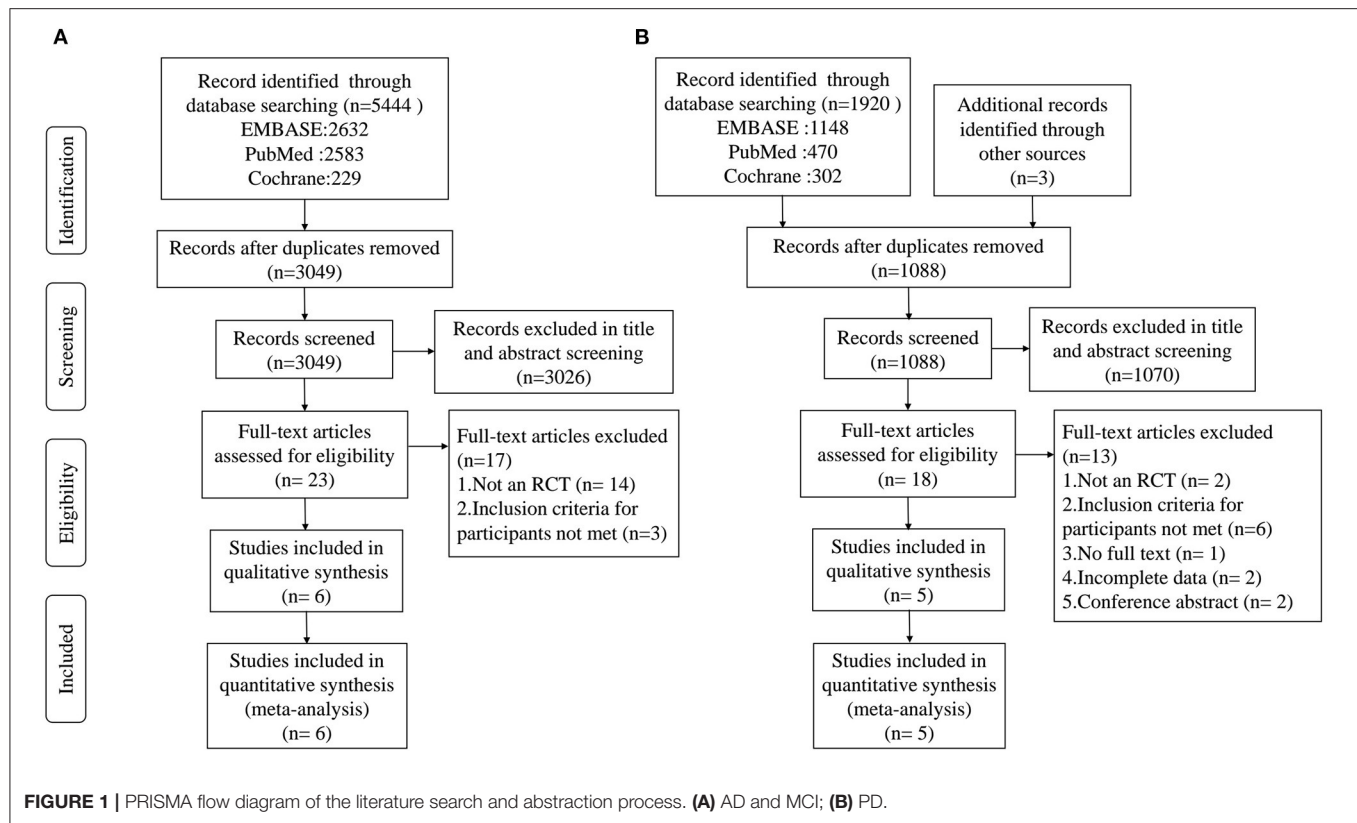 A
Record identified through
database searching (n=5444 )
EMBASE:2632
PubMed :2583
Cochrane:229
Records after duplicates removed
(n=3049)
Records screened
(n=3049)
Records excluded in title
and abstract screening
(n=3026)
Full-text articles
assessed for eligibility
(n= 23)
Full-text articles excluded
(n=17)
1.Not an RCT (n= 14)
2.Inclusion criteria for
participants not met (n=3)
Studies included in
qualitative synthesis
(n= 6)
Studies included in
quantitative synthesis
(meta-analysis)
(n= 6)
Identification
Screening
Eligibility
Included
B
Record identified through
database searching (n=1920 )
EMBASE :1148
PubMed :470
Cochrane :302
Additional records
identified through
other sources
(n=3)
Records after duplicates removed
(n=1088)
Records screened
(n=1088)
Records excluded in title
and abstract screening
(n=1070)
Full-text articles
assessed for eligibility
(n= 18)
Full-text articles excluded
(n=13)
1.Not an RCT (n= 2)
2.Inclusion criteria for
participants not met (n=6)
3.No full text (n= 1)
4.Incomplete data (n= 2)
5.Conference abstract (n= 2)
Studies included in
qualitative synthesis
(n= 5)
Studies included in
quantitative synthesis
(meta-analysis)
(n= 5)
FIGURE 1 | PRISMA flow diagram of the literature search and abstraction process. (A) AD and MCI; (B) PD.